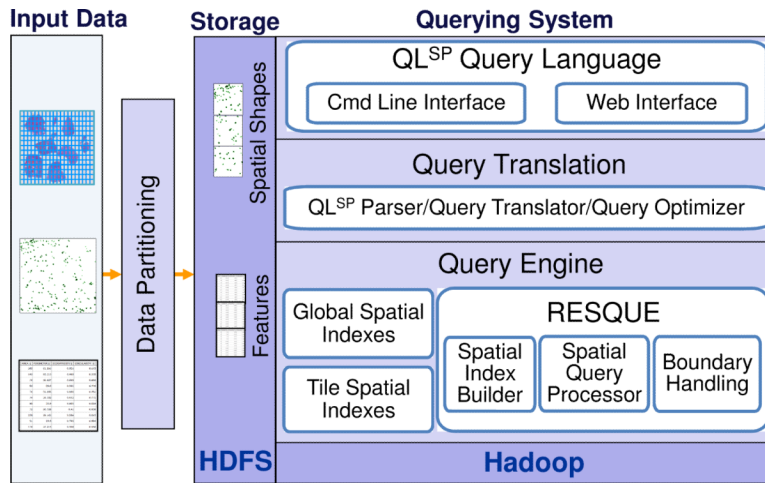 Input Data
Storage
Querying System
Data Partitioning
Spatial Shapes
Features
HDFS
QL^SP Query Language
Cmd Line Interface
Web Interface
Query Translation
QL^SP Parser/Query Translator/Query Optimizer
Query Engine
Global Spatial
Indexes
Tile Spatial
Indexes
RESQUE
Spatial
Index
Builder
Spatial
Query
Processor
Boundary
Handling
Hadoop